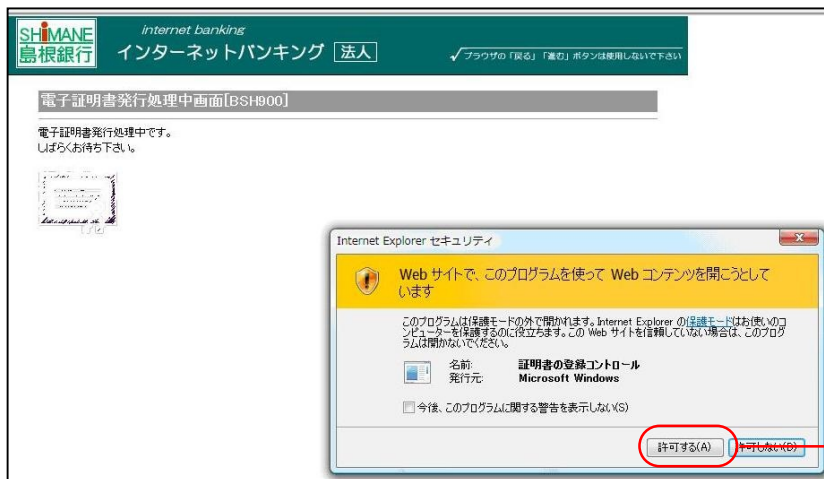 SHIMANE
島根銀行
internet banking
インターネットバンキング 法人
√ブラウザの「戻る」「進む」ボタンは使用しないで下さい
電子証明書発行処理中画面[BSH900]
電子証明書発行処理中です。
しばらくお待ち下さい。
Internet Explorer セキュリティ
Web サイトで、このプログラムを使って Web コンテンツを開こうとして
います
このプログラムは保護モードの外で開かれます。Internet Explorer の保護モードはお使いのコ
ンピューターを保護するのに役立ちます。この Web サイトを信頼していない場合は、このプログ
ラムは開かないでください。
名前: 証明書の登録コントロール
発行元: Microsoft Windows
今後、このプログラムに関する警告を表示しない(S)
許可する(A) 許可しない(D)